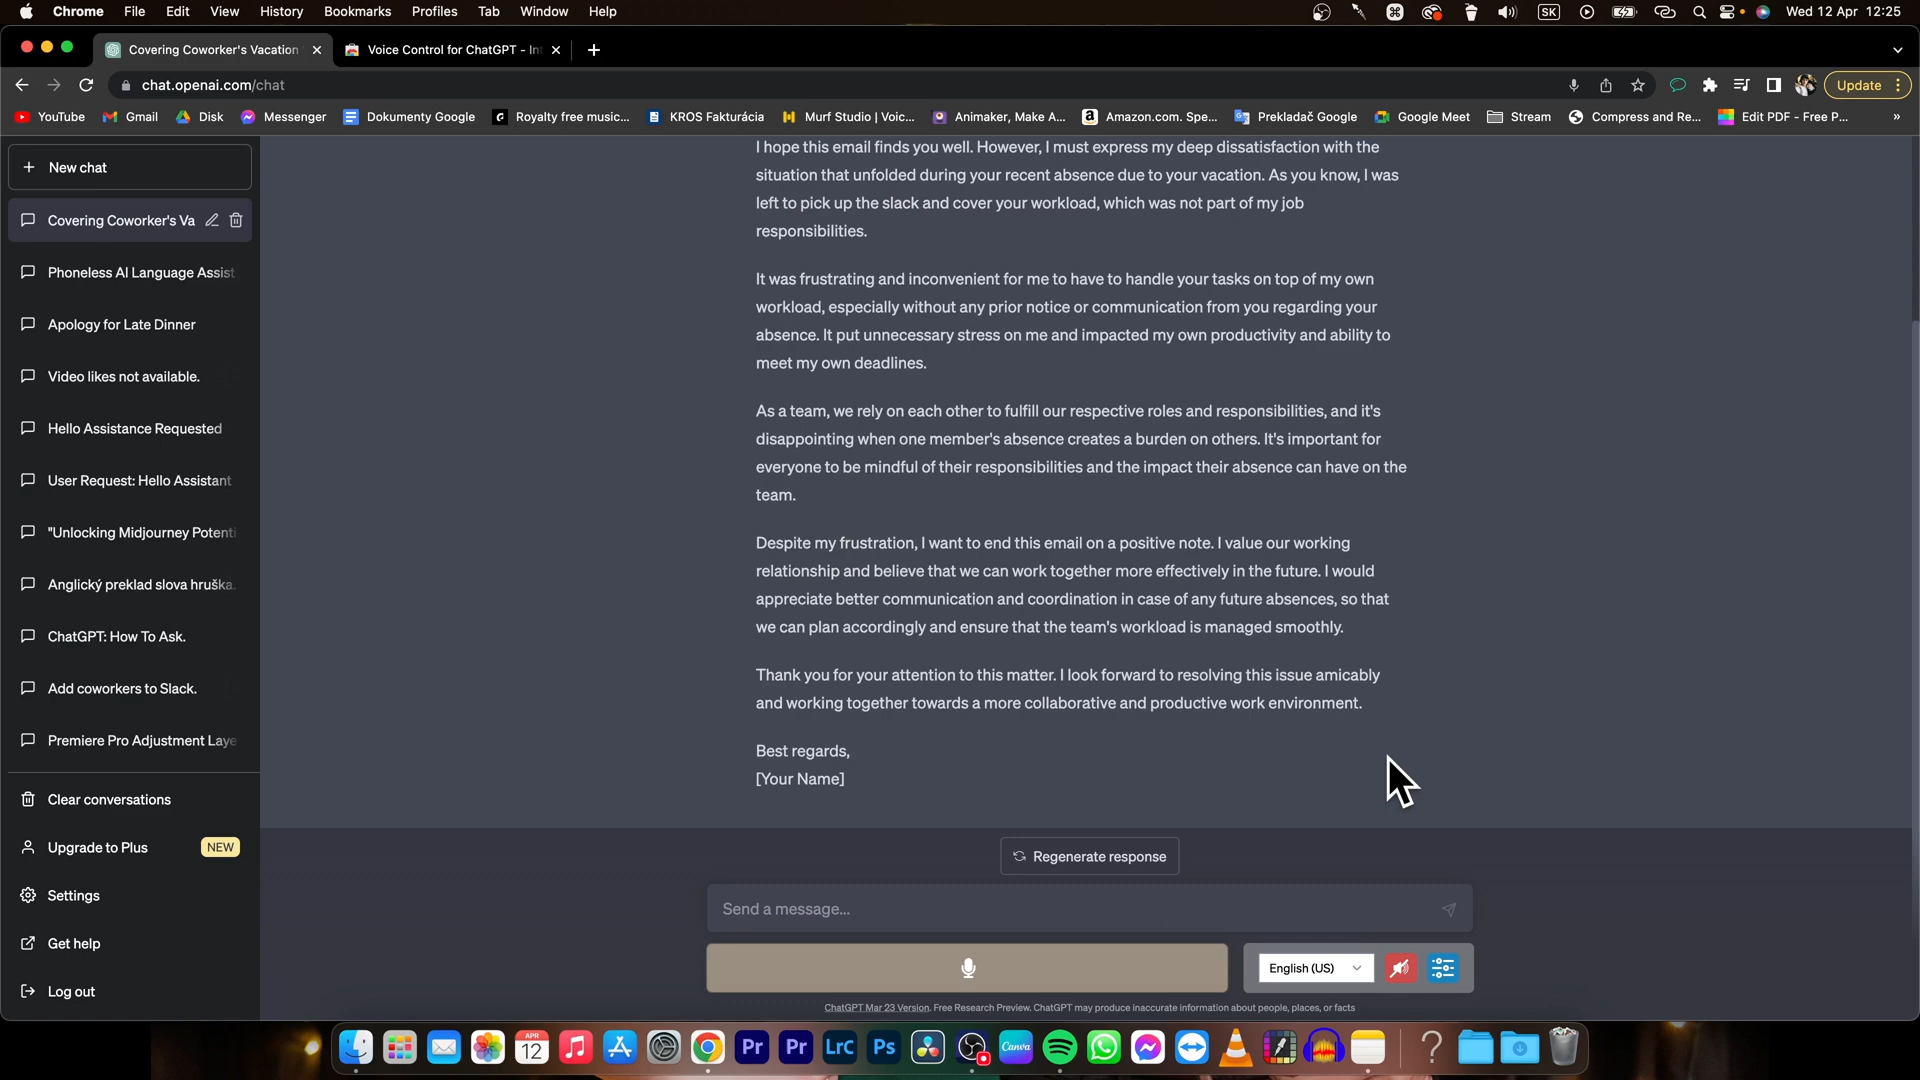 Chrome File Edit View History Bookmarks Profiles Tab Window Help
SK
Wed 12 Apr 12:25
Covering Coworker's Vacation
Voice Control for ChatGPT - In
chat.openai.com/chat
Update
YouTube Gmail Disk Messenger Dokumenty Google Royalty free music... KROS Fakturácia Murf Studio | Voic... Animaker, Make A... Amazon.com. Spe... Prekladač Google Google Meet Stream Compress and Re... Edit PDF - Free P... »
New chat
Covering Coworker's Va
Phoneless AI Language Assist
Apology for Late Dinner
Video likes not available.
Hello Assistance Requested
User Request: Hello Assistant
"Unlocking Midjourney Potenti
Anglický preklad slova hruška.
ChatGPT: How To Ask.
Add coworkers to Slack.
Premiere Pro Adjustment Laye
Clear conversations
Upgrade to Plus NEW
Settings
Get help
Log out
I hope this email finds you well. However, I must express my deep dissatisfaction with the
situation that unfolded during your recent absence due to your vacation. As you know, I was
left to pick up the slack and cover your workload, which was not part of my job
responsibilities.
It was frustrating and inconvenient for me to have to handle your tasks on top of my own
workload, especially without any prior notice or communication from you regarding your
absence. It put unnecessary stress on me and impacted my own productivity and ability to
meet my own deadlines.
As a team, we rely on each other to fulfill our respective roles and responsibilities, and it's
disappointing when one member's absence creates a burden on others. It's important for
everyone to be mindful of their responsibilities and the impact their absence can have on the
team.
Despite my frustration, I want to end this email on a positive note. I value our working
relationship and believe that we can work together more effectively in the future. I would
appreciate better communication and coordination in case of any future absences, so that
we can plan accordingly and ensure that the team's workload is managed smoothly.
Thank you for your attention to this matter. I look forward to resolving this issue amicably
and working together towards a more collaborative and productive work environment.
Best regards,
[Your Name]
Regenerate response
Send a message...
English (US)
ChatGPT Mar 23 Version. Free Research Preview. ChatGPT may produce inaccurate information about people, places, or facts
APR
12
Pr Pr LrC Ps Canva